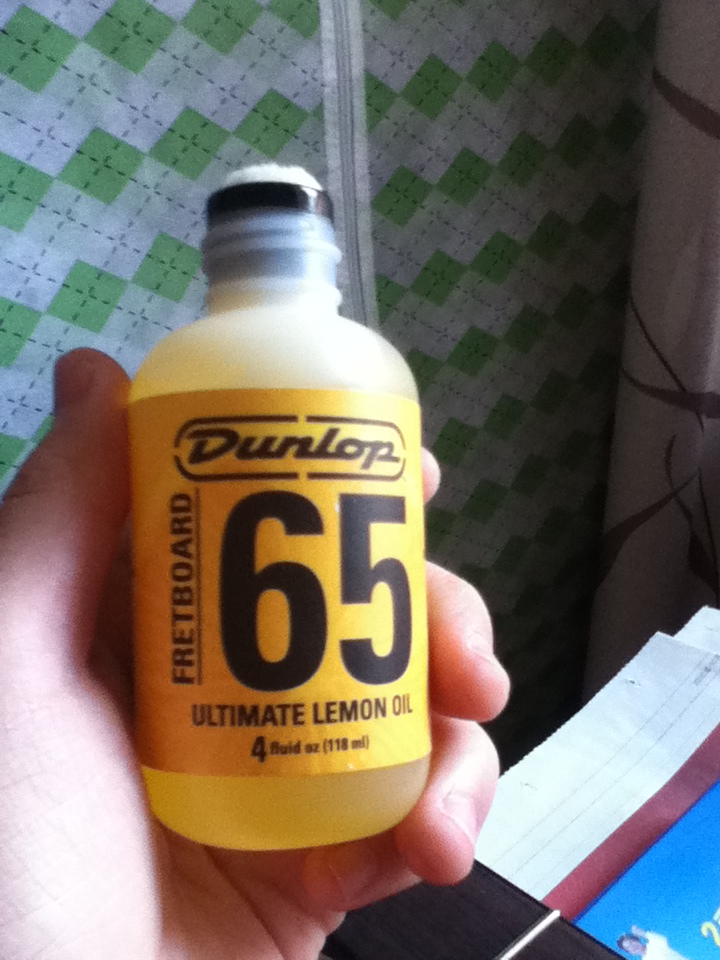 Dunlop
FRETBOARD
65
ULTIMATE LEMON OIL
4 fluid oz (118 ml)